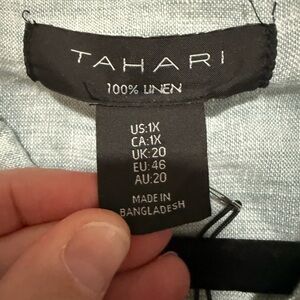 TAHARI
100% LINEN
US:1X
CA:1X
UK:20
EU:46
AU:20
MADE IN
BANGLADESH